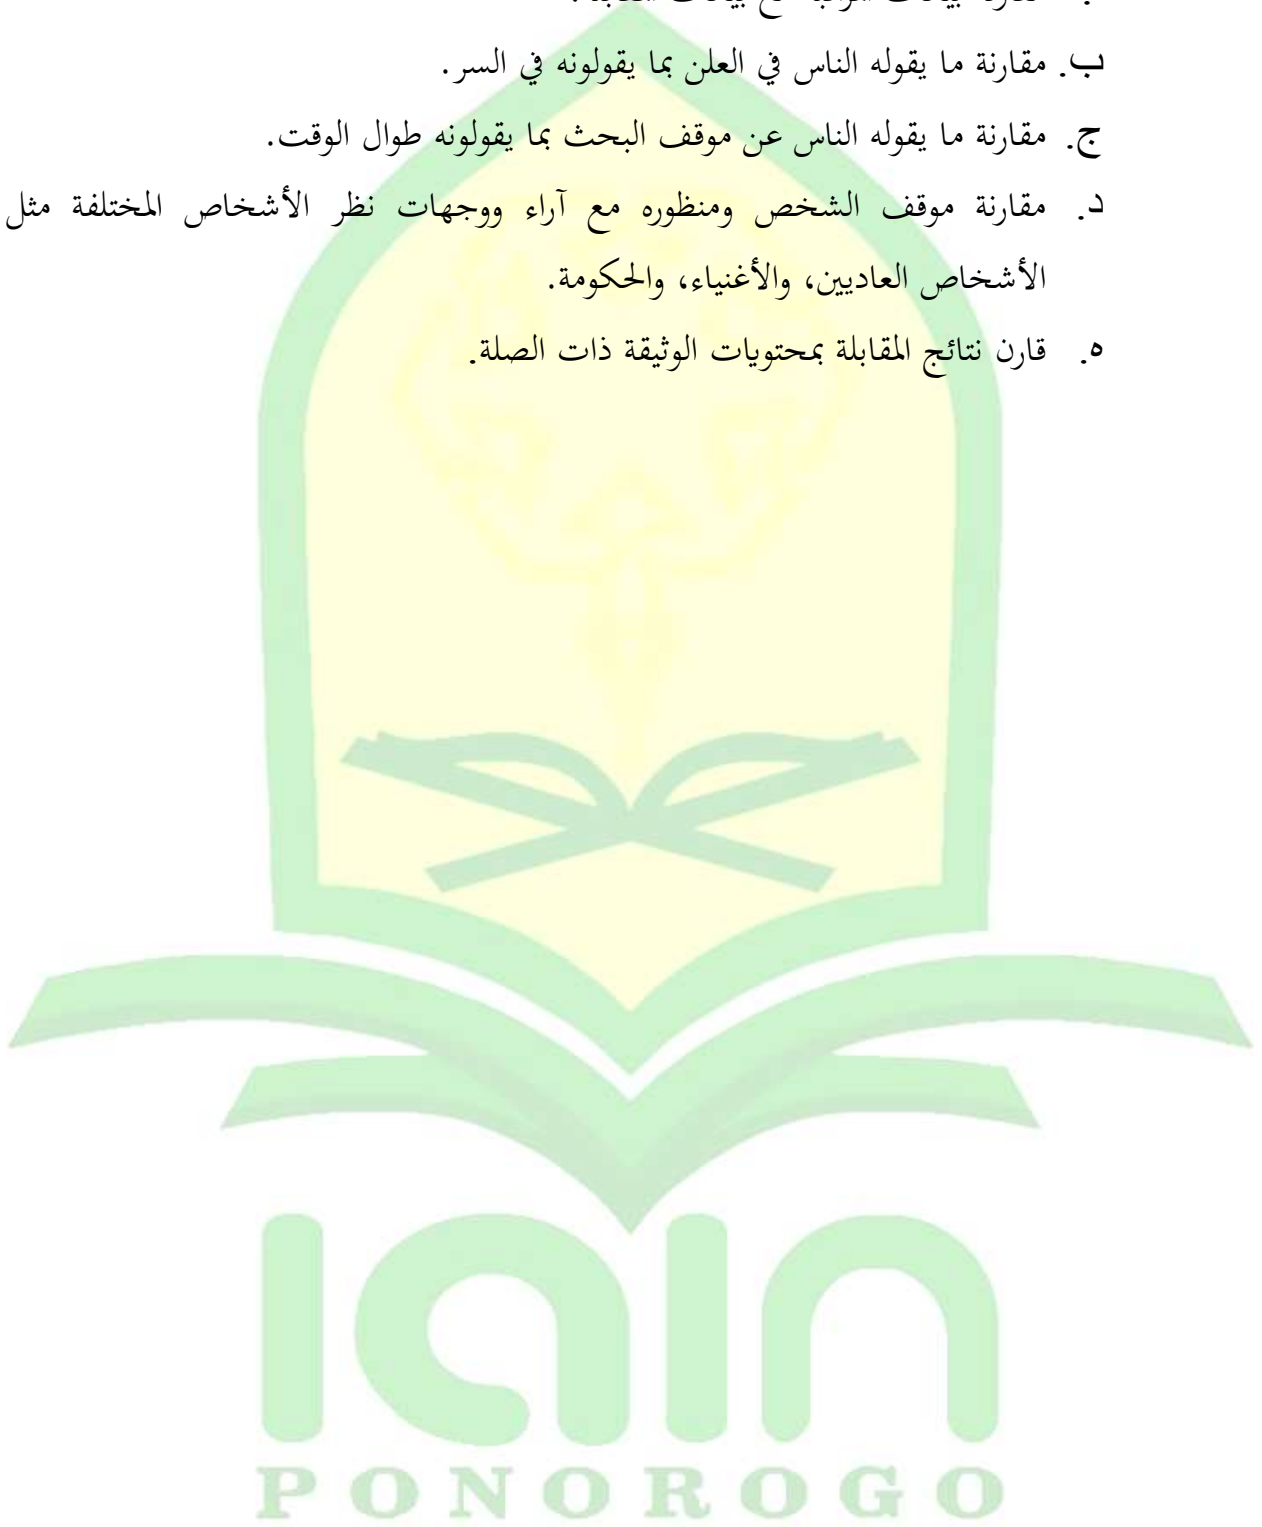 ب. مقارنة ما يقوله الناس في العلن بما يقولونه في السر.
ج. مقارنة ما يقوله الناس عن موقف البحث بما يقولونه طوال الوقت.
د. مقارنة موقف الشخص ومنظوره مع آراء ووجهات نظر الأشخاص المختلفة مثل
الأشخاص العاديين، والأغنياء، والحكومة.
ه. قارن نتائج المقابلة بمحتويات الوثيقة ذات الصلة.
iain
PONOROGO